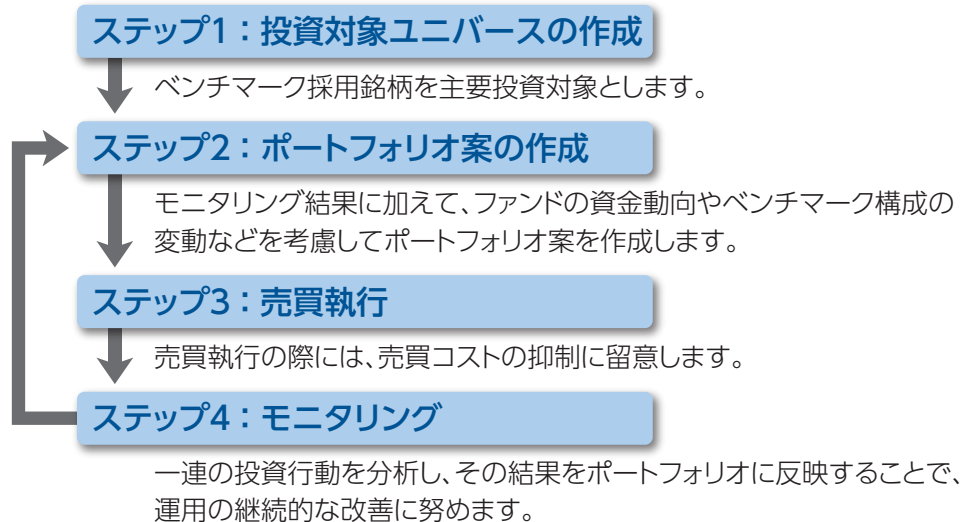 ステップ1：投資対象ユニバースの作成
ベンチマーク採用銘柄を主要投資対象とします。
ステップ2：ポートフォリオ案の作成
モニタリング結果に加えて、ファンドの資金動向やベンチマーク構成の
変動などを考慮してポートフォリオ案を作成します。
ステップ3：売買執行
売買執行の際には、売買コストの抑制に留意します。
ステップ4：モニタリング
一連の投資行動を分析し、その結果をポートフォリオに反映することで、
運用の継続的な改善に努めます。